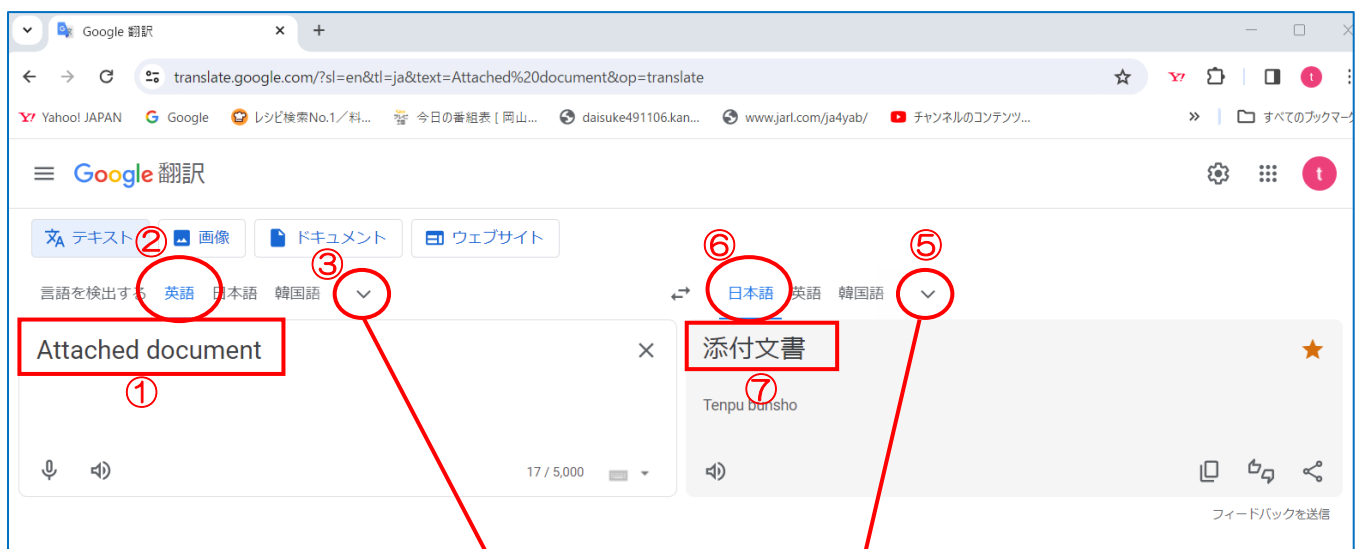 Google 翻訳
translate.google.com/?sl=en&tl=ja&text=Attached%20document&op=translate
Yahoo! JAPAN Google レシピ検索No.1／料... 今日の番組表 [ 岡山... daisuke491106.kan... www.jarl.com/ja4yab/ チャンネルのコンテンツ... » すべてのブックマーク
Google 翻訳 t
テキスト 画像 ドキュメント ウェブサイト
② ③ ⑥ ⑤
言語を検出する 英語 日本語 韓国語 日本語 英語 韓国語
Attached document 添付文書
① ⑦
Tenpu bunsho
17 / 5,000
フィードバックを送信